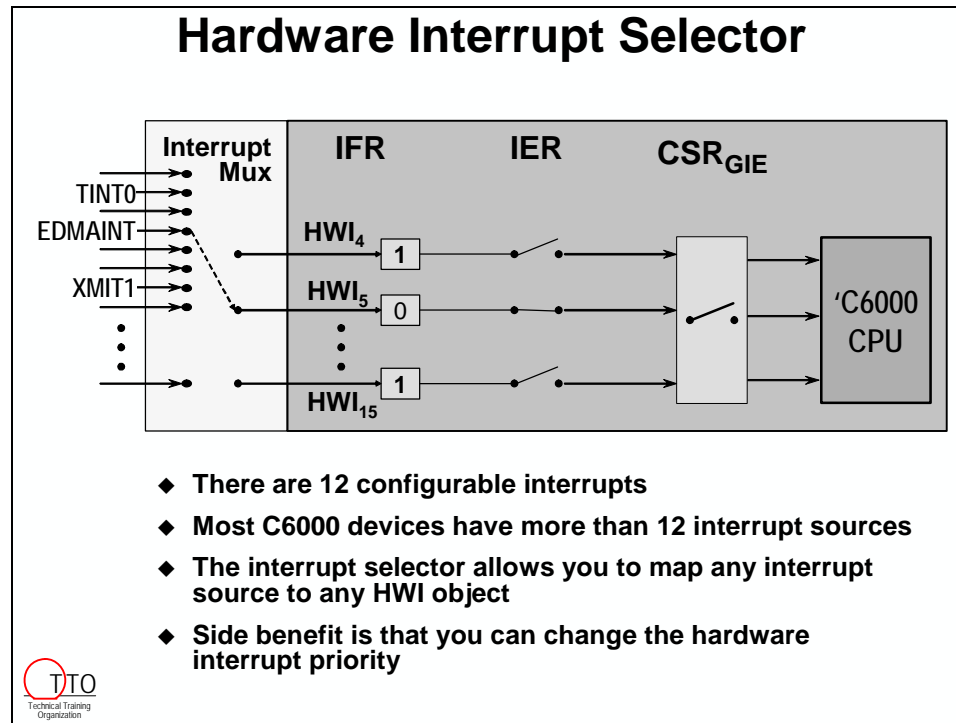 Hardware Interrupt Selector
Interrupt
Mux
IFR
IER
CSRGIE
TINT0
EDMAINT
XMIT1
HWI4
1
HWI5
0
HWI15
1
‘C6000
CPU
◆ There are 12 configurable interrupts
◆ Most C6000 devices have more than 12 interrupt sources
◆ The interrupt selector allows you to map any interrupt
source to any HWI object
◆ Side benefit is that you can change the hardware
interrupt priority
TTO
Technical Training
Organization